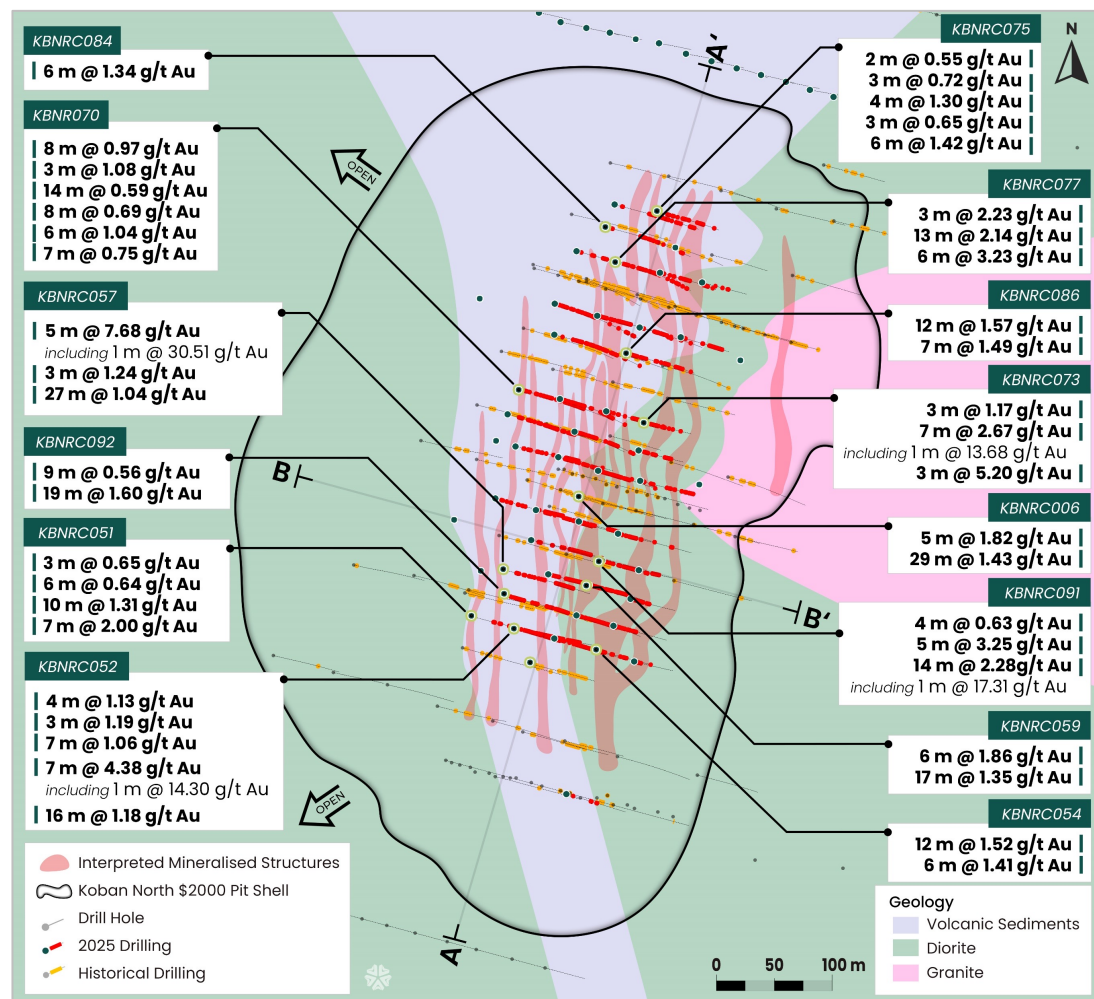 KBNRC084
6 m @ 1.34 g/t Au
KBNR070
8 m @ 0.97 g/t Au
3 m @ 1.08 g/t Au
14 m @ 0.59 g/t Au
8 m @ 0.69 g/t Au
6 m @ 1.04 g/t Au
7 m @ 0.75 g/t Au
KBNRC057
5 m @ 7.68 g/t Au
including 1 m @ 30.51 g/t Au
3 m @ 1.24 g/t Au
27 m @ 1.04 g/t Au
KBNRC092
9 m @ 0.56 g/t Au
19 m @ 1.60 g/t Au
KBNRC051
3 m @ 0.65 g/t Au
6 m @ 0.64 g/t Au
10 m @ 1.31 g/t Au
7 m @ 2.00 g/t Au
KBNRC052
4 m @ 1.13 g/t Au
3 m @ 1.19 g/t Au
7 m @ 1.06 g/t Au
7 m @ 4.38 g/t Au
including 1 m @ 14.30 g/t Au
16 m @ 1.18 g/t Au
Interpreted Mineralised Structures
Koban North $2000 Pit Shell
Drill Hole
2025 Drilling
Historical Drilling
OPEN
OPEN
A'
B
B'
A
N
KBNRC075
2 m @ 0.55 g/t Au
3 m @ 0.72 g/t Au
4 m @ 1.30 g/t Au
3 m @ 0.65 g/t Au
6 m @ 1.42 g/t Au
KBNRC077
3 m @ 2.23 g/t Au
13 m @ 2.14 g/t Au
6 m @ 3.23 g/t Au
KBNRC086
12 m @ 1.57 g/t Au
7 m @ 1.49 g/t Au
KBNRC073
3 m @ 1.17 g/t Au
7 m @ 2.67 g/t Au
including 1 m @ 13.68 g/t Au
3 m @ 5.20 g/t Au
KBNRC006
5 m @ 1.82 g/t Au
29 m @ 1.43 g/t Au
KBNRC091
4 m @ 0.63 g/t Au
5 m @ 3.25 g/t Au
14 m @ 2.28g/t Au
including 1 m @ 17.31 g/t Au
KBNRC059
6 m @ 1.86 g/t Au
17 m @ 1.35 g/t Au
KBNRC054
12 m @ 1.52 g/t Au
6 m @ 1.41 g/t Au
Geology
Volcanic Sediments
Diorite
Granite
0 50 100 m